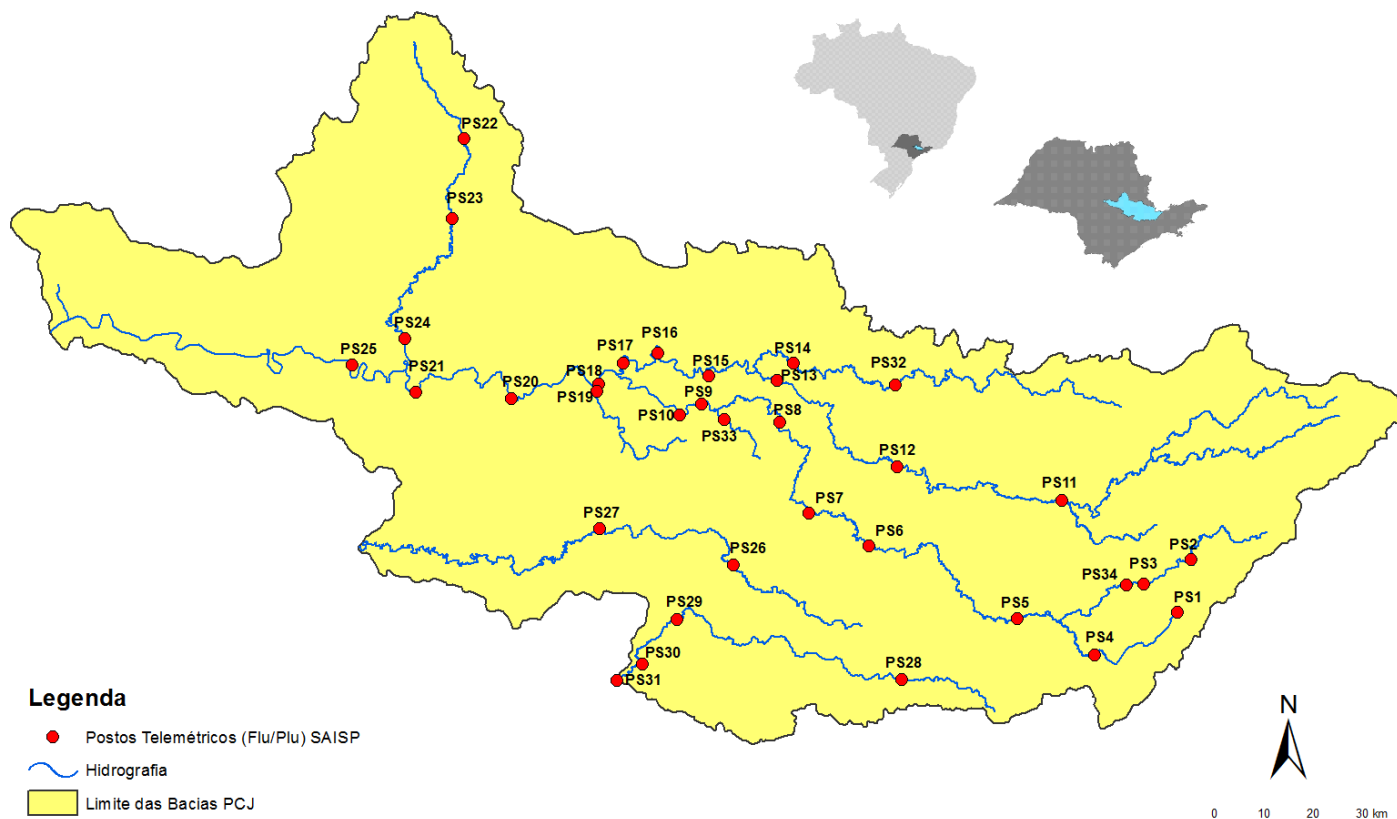 PS22
PS23
PS24
PS25
PS21
PS20
PS18
PS19
PS17
PS16
PS15
PS14
PS13
PS32
PS9
PS10
PS33
PS8
PS12
PS11
PS7
PS6
PS27
PS26
PS2
PS3
PS34
PS1
PS5
PS4
PS29
PS30
PS31
PS28
Legenda
Postos Telemétricos (Flu/Plu) SAISP
Hidrografia
Limite das Bacias PCJ
N
0 10 20 30 km